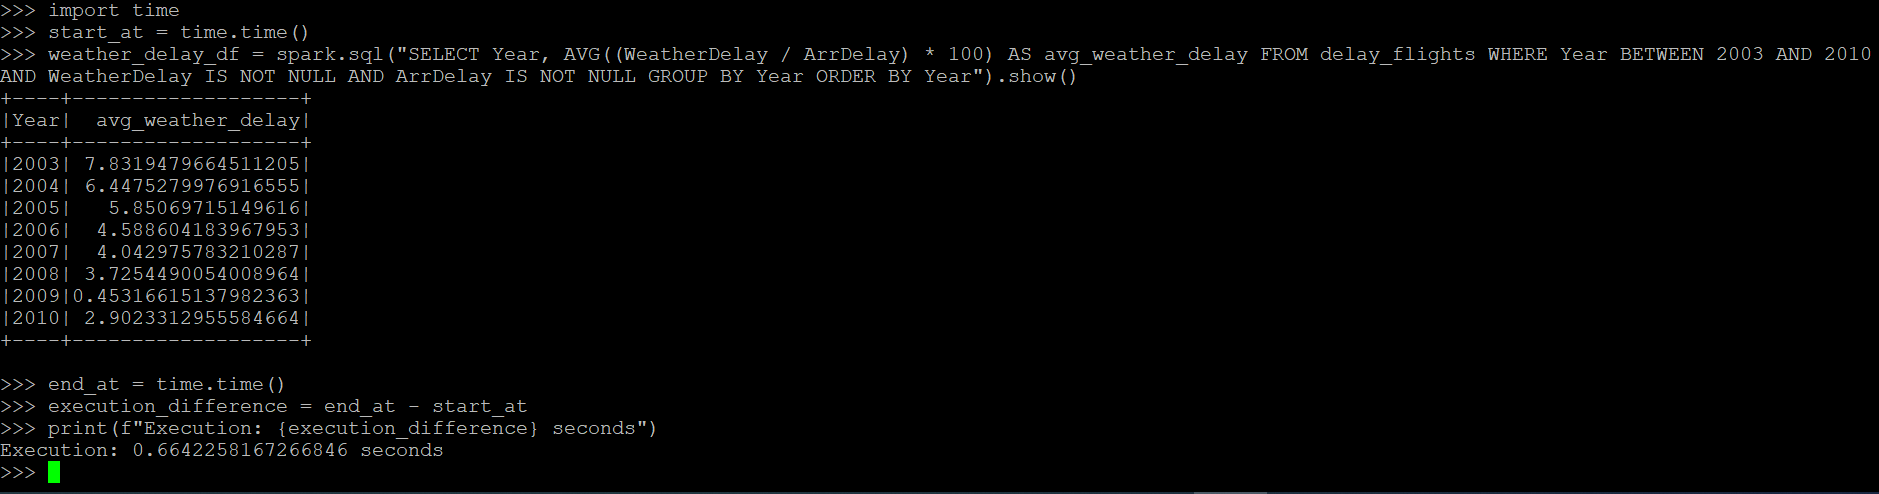 >>> import time
>>> start_at = time.time()
>>> weather_delay_df = spark.sql("SELECT Year, AVG((WeatherDelay / ArrDelay) * 100) AS avg_weather_delay FROM delay_flights WHERE Year BETWEEN 2003 AND 2010
AND WeatherDelay IS NOT NULL AND ArrDelay IS NOT NULL GROUP BY Year ORDER BY Year").show()
+----+-------------------+
|Year|  avg_weather_delay|
+----+-------------------+
|2003| 7.8319479664511205|
|2004| 6.4475279976916555|
|2005|   5.85069715149616|
|2006|  4.588604183967953|
|2007|  4.042975783210287|
|2008| 3.7254490054008964|
|2009|0.45316615137982363|
|2010| 2.9023312955584664|
+----+-------------------+
>>> end_at = time.time()
>>> execution_difference = end_at - start_at
>>> print(f"Execution: {execution_difference} seconds")
Execution: 0.6642258167266846 seconds
>>>